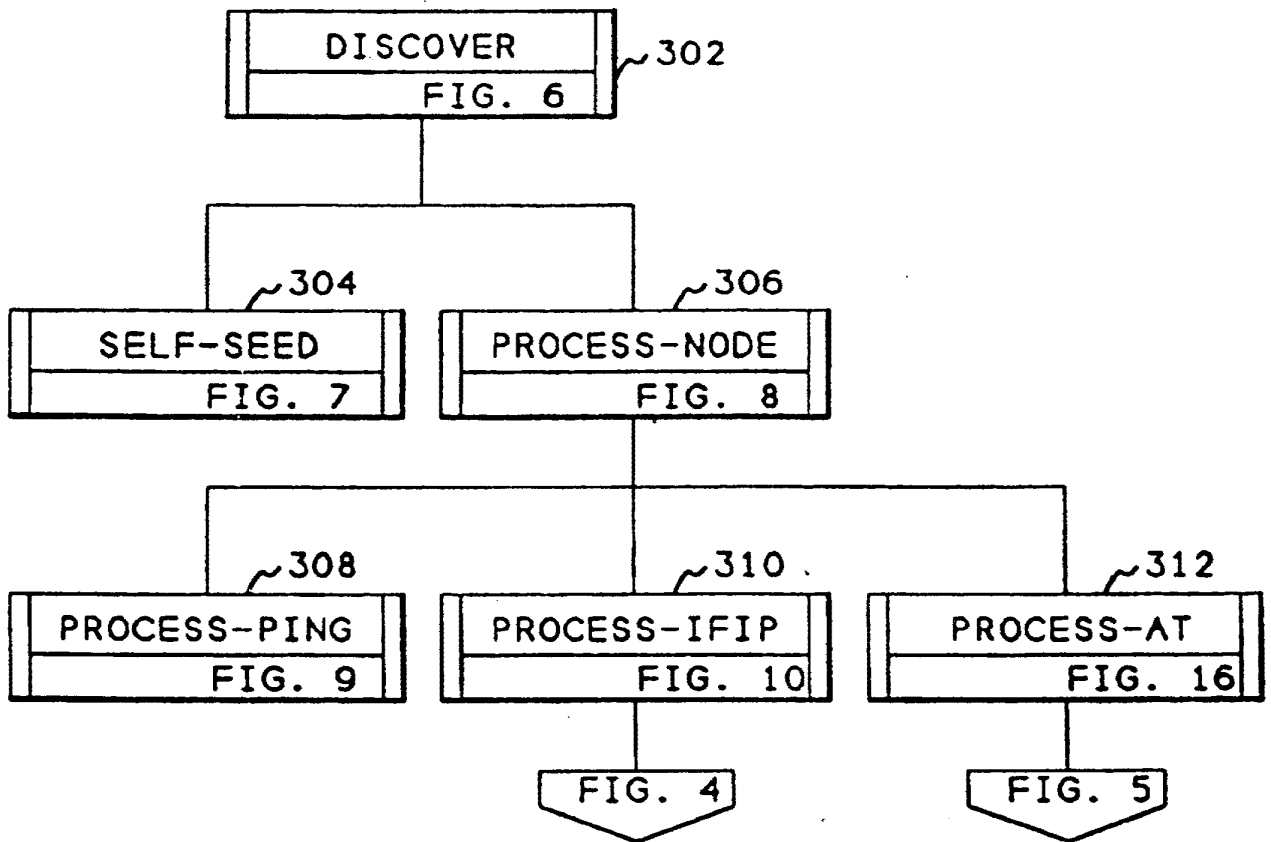 DISCOVER
FIG. 6
302
304
SELF-SEED
FIG. 7
306
PROCESS-NODE
FIG. 8
308
PROCESS-PING
FIG. 9
310
PROCESS-IFIP
FIG. 10
312
PROCESS-AT
FIG. 16
FIG. 4
FIG. 5